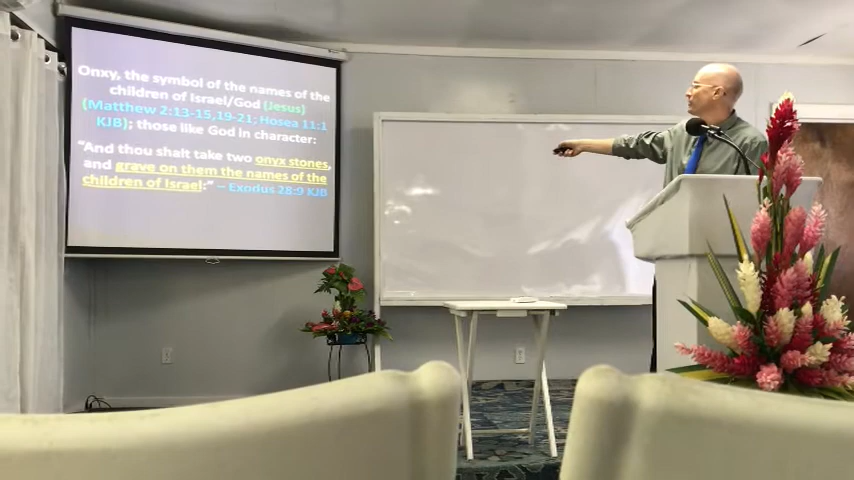 Onxy, the symbol of the names of the
children of Israel/God (Jesus)
(Matthew 2:13-15,19-21; Hosea 11:1
KJB); those like God in character:
“And thou shalt take two onyx stones,
and grave on them the names of the
children of Israel:” – Exodus 28:9 KJB